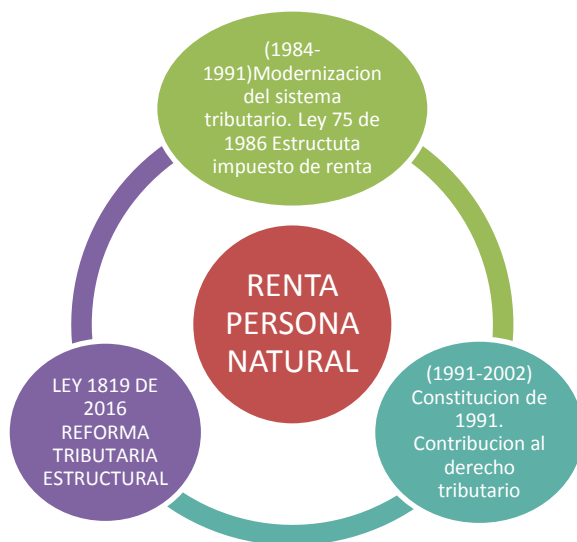 (1984-
1991)Modernizacion
del sistema
tributario. Ley 75 de
1986 Estructuta
impuesto de renta
RENTA
PERSONA
NATURAL
(1991-2002)
Constitucion de
1991.
Contribucion al
derecho
tributario
LEY 1819 DE
2016
REFORMA
TRIBUTARIA
ESTRUCTURAL